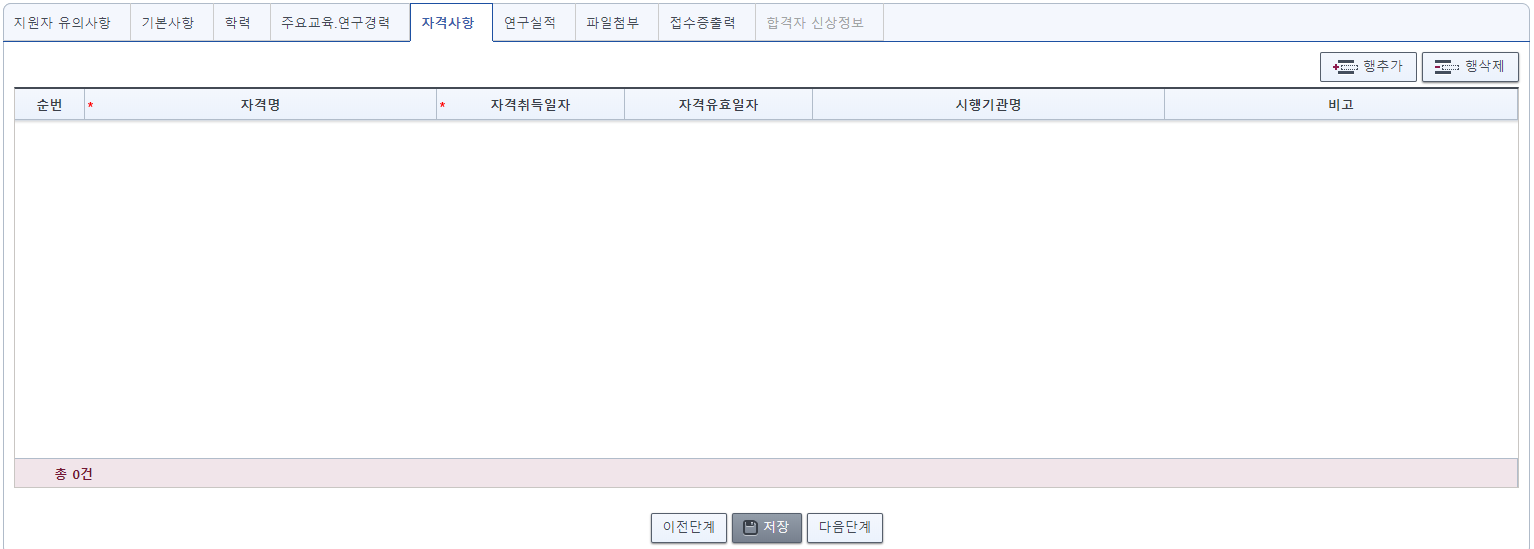 지원자 유의사항 기본사항 학력 주요교육.연구경력 자격사항 연구실적 파일첨부 접수증출력 합격자 신상정보
행추가 행삭제
순번 * 자격명 * 자격취득일자 자격유효일자 시행기관명 비고
총 0건
이전단계 저장 다음단계